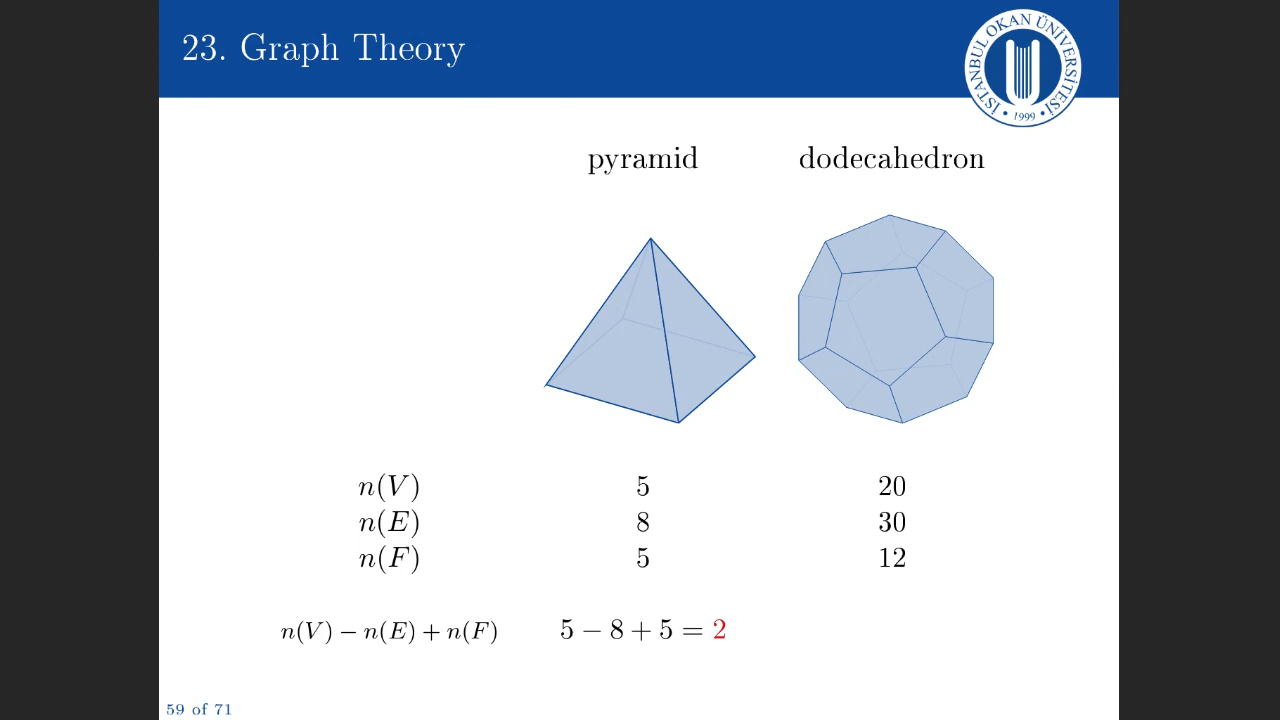 23. Graph Theory
İSTANBUL OKAN ÜNİVERSİTESİ
• 1999 •
pyramid dodecahedron
n(V) 5 20
n(E) 8 30
n(F) 5 12
n(V) − n(E) + n(F) 5 − 8 + 5 = 2
59 of 71